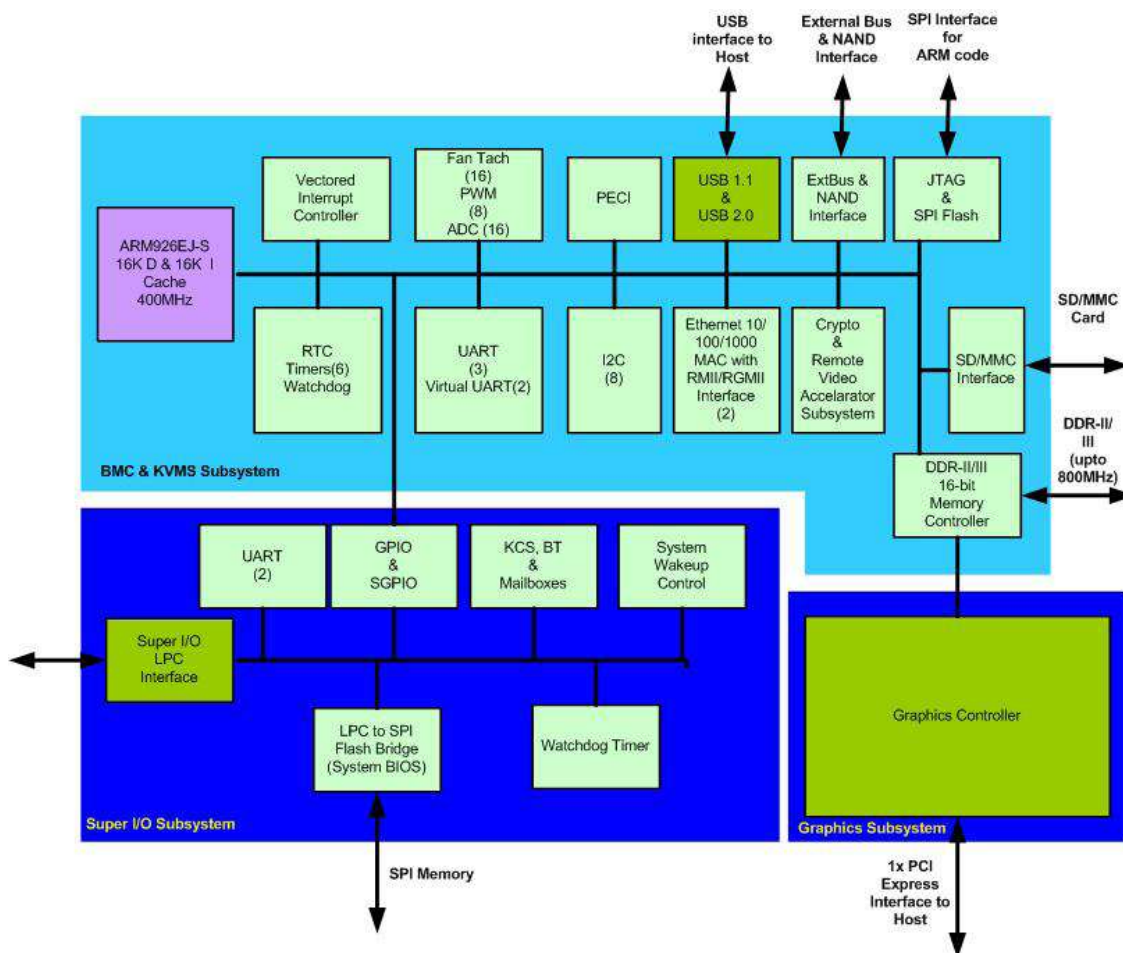 USB
interface to
Host
External Bus
& NAND
Interface
SPI Interface
for
ARM code
Vectored
Interrupt
Controller
Fan Tach
(16)
PWM
(8)
ADC (16)
PECI
USB 1.1
&
USB 2.0
ExtBus &
NAND
Interface
JTAG
&
SPI Flash
ARM926EJ-S
16K D & 16K I
Cache
400MHz
SD/MMC
Card
RTC
Timers(6)
Watchdog
UART
(3)
Virtual UART(2)
I2C
(8)
Ethernet 10/
100/1000
MAC with
RMII/RGMII
Interface
(2)
Crypto
&
Remote
Video
Accelarator
Subsystem
SD/MMC
Interface
DDR-II/
III
(upto
800MHz)
BMC & KVMS Subsystem
DDR-II/III
16-bit
Memory
Controller
UART
(2)
GPIO
&
SGPIO
KCS, BT
&
Mailboxes
System
Wakeup
Control
Super I/O
LPC
Interface
LPC to SPI
Flash Bridge
(System BIOS)
Watchdog Timer
Graphics Controller
Super I/O Subsystem
Graphics Subsystem
SPI Memory
1x PCI
Express
Interface to
Host